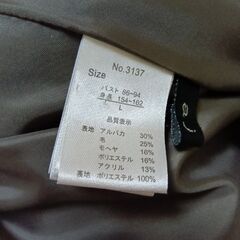 No.3137
Size
バスト 86-94
身長 154-162
L
品質表示
表地 アルパカ 30%
毛 25%
モヘヤ 16%
ポリエステル 16%
アクリル 13%
裏地 ポリエステル 100%